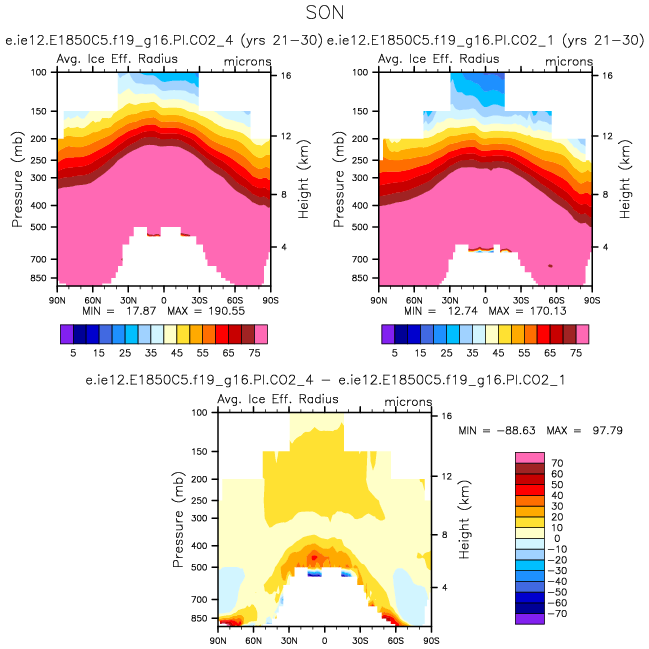 SON
e.ie12.E1850C5.f19_g16.PI.CO2_4 (yrs 21-30)
Avg. Ice Eff. Radius microns
Pressure (mb)
100
150
200
250
300
400
500
700
850
16
12
8
4
Height (km)
90N 60N 30N 0 30S 60S 90S
MIN = 17.87 MAX = 190.55
5 15 25 35 45 55 65 75
e.ie12.E1850C5.f19_g16.PI.CO2_1 (yrs 21-30)
Avg. Ice Eff. Radius microns
Pressure (mb)
100
150
200
250
300
400
500
700
850
16
12
8
4
Height (km)
90N 60N 30N 0 30S 60S 90S
MIN = 12.74 MAX = 170.13
5 15 25 35 45 55 65 75
e.ie12.E1850C5.f19_g16.PI.CO2_4 - e.ie12.E1850C5.f19_g16.PI.CO2_1
Avg. Ice Eff. Radius microns
Pressure (mb)
100
150
200
250
300
400
500
700
850
16
12
8
4
Height (km)
90N 60N 30N 0 30S 60S 90S
MIN = -88.63 MAX = 97.79
70
60
50
40
30
20
10
0
-10
-20
-30
-40
-50
-60
-70